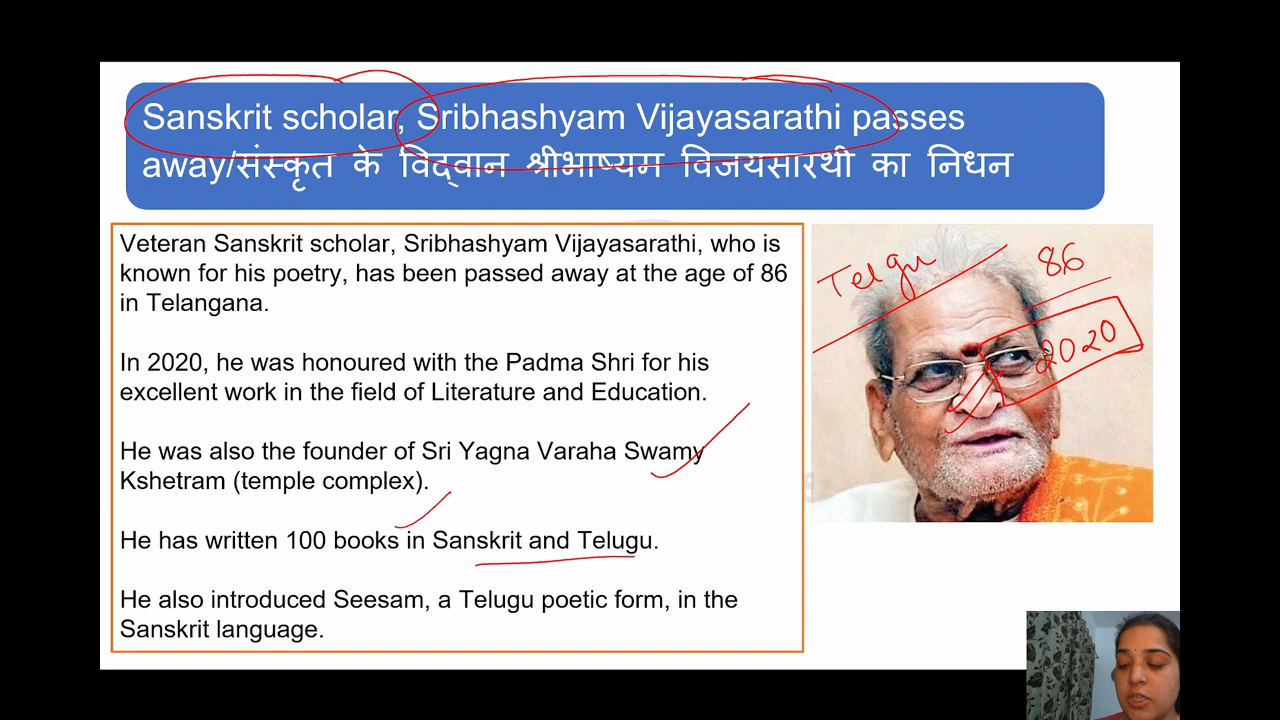 Sanskrit scholar, Sribhashyam Vijayasarathi passes
away/संस्कृत के विद्वान श्रीभाष्यम विजयसारथी का निधन
Veteran Sanskrit scholar, Sribhashyam Vijayasarathi, who is
known for his poetry, has been passed away at the age of 86
in Telangana.
In 2020, he was honoured with the Padma Shri for his
excellent work in the field of Literature and Education.
He was also the founder of Sri Yagna Varaha Swamy
Kshetram (temple complex).
He has written 100 books in Sanskrit and Telugu.
He also introduced Seesam, a Telugu poetic form, in the
Sanskrit language.
Telgu
86
2020